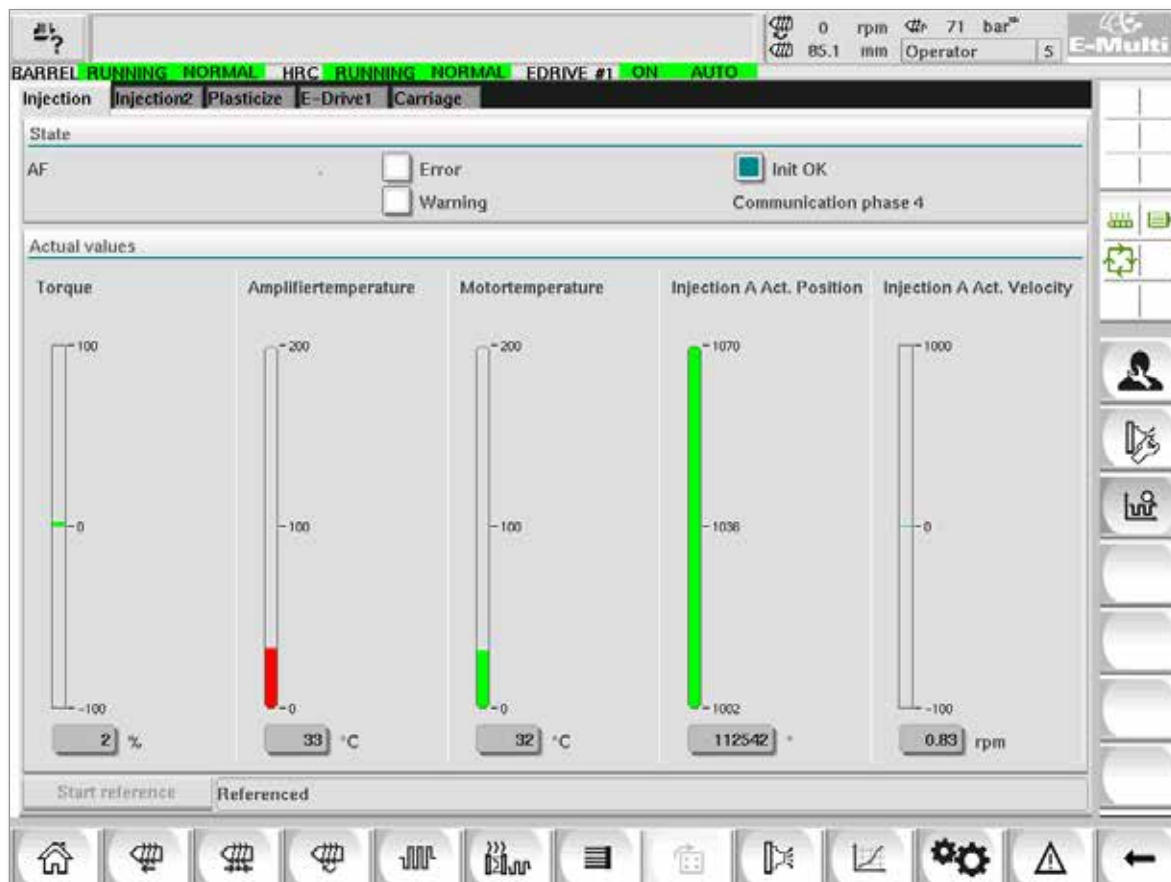 0 rpm 71 bar
E-Multi
85.1 mm Operator 5
BARREL RUNNING NORMAL HRC RUNNING NORMAL EDRIVE #1 ON AUTO
Injection Injection2 Plasticize E-Drive1 Carriage
State
AF Error Init OK
Warning Communication phase 4
Actual values
Torque Amplifiertemperature Motortemperature Injection A Act. Position Injection A Act. Velocity
100 200 200 1070 1000
0 100 100 1036 0
-100 0 0 1002 -100
2 % 33 °C 32 °C 112542 ° 0.83 rpm
Start reference Referenced